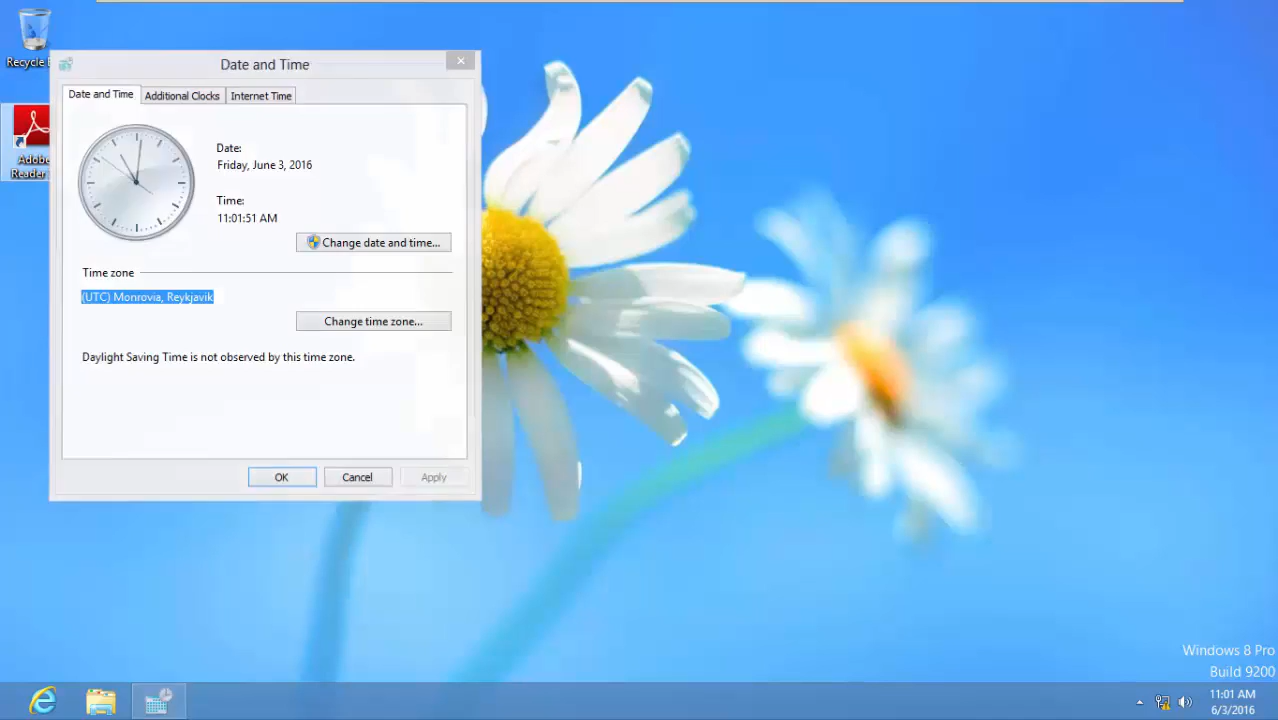 Recycle
Adobe
Reader
Date and Time
Date and Time
Additional Clocks
Internet Time
Date:
Friday, June 3, 2016
Time:
11:01:51 AM
Change date and time...
Time zone
(UTC) Monrovia, Reykjavik
Change time zone...
Daylight Saving Time is not observed by this time zone.
OK
Cancel
Apply
Windows 8 Pro
Build 9200
11:01 AM
6/3/2016